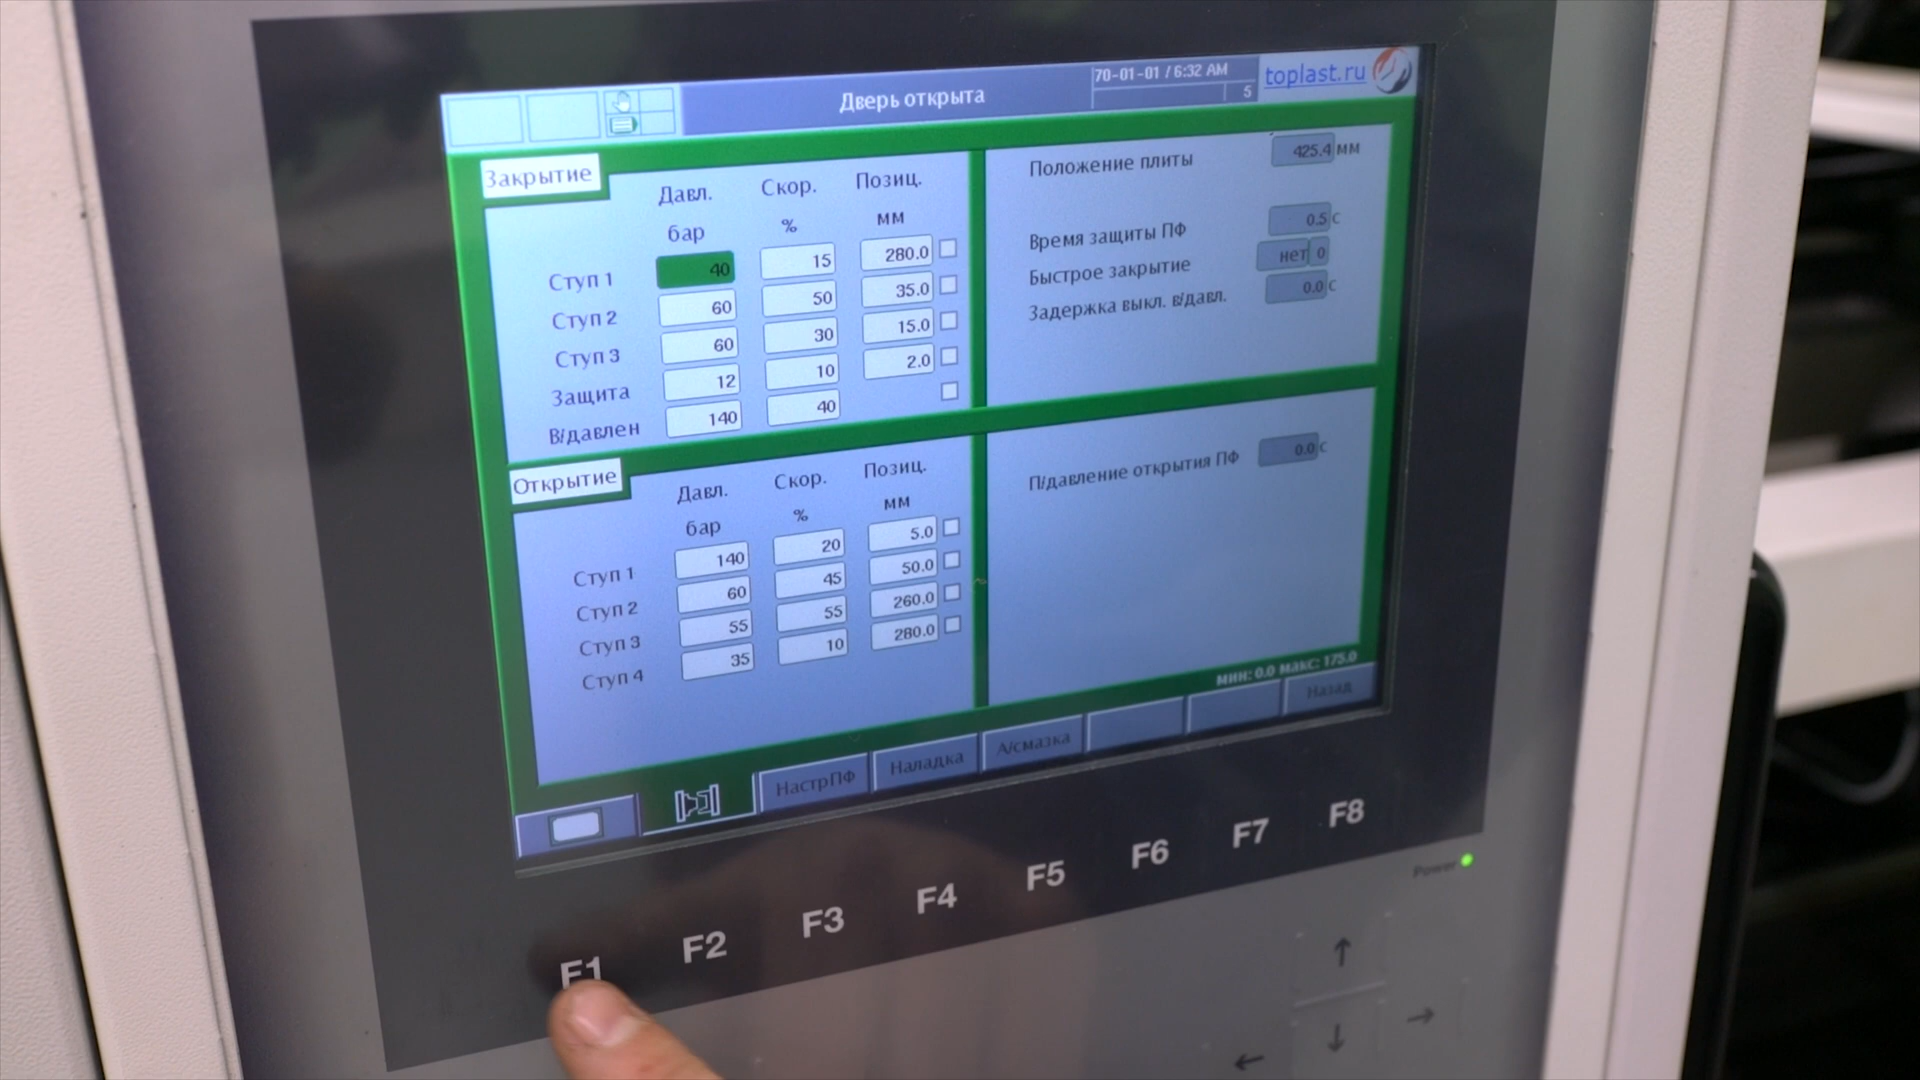 Дверь открыта
70-01-01 / 6:32 AM
5
toplast.ru
Закрытие
Давл. Скор. Позиц.
бар % мм
Ступ 1 40 15 280.0
Ступ 2 60 50 35.0
Ступ 3 60 30 15.0
Защита 12 10 2.0
В/давлен 140 40
Положение плиты 425.4 мм
Время защиты ПФ 0.5 с
Быстрое закрытие нет 0
Задержка выкл. в/давл. 0.0 с
Открытие
Давл. Скор. Позиц.
бар % мм
Ступ 1 140 20 5.0
Ступ 2 60 45 50.0
Ступ 3 55 55 260.0
Ступ 4 35 10 280.0
П/давление открытия ПФ 0.0 с
мин: 0.0 макс: 175.0
НастрПФ Наладка А/смазка Назад
F1 F2 F3 F4 F5 F6 F7 F8
Power